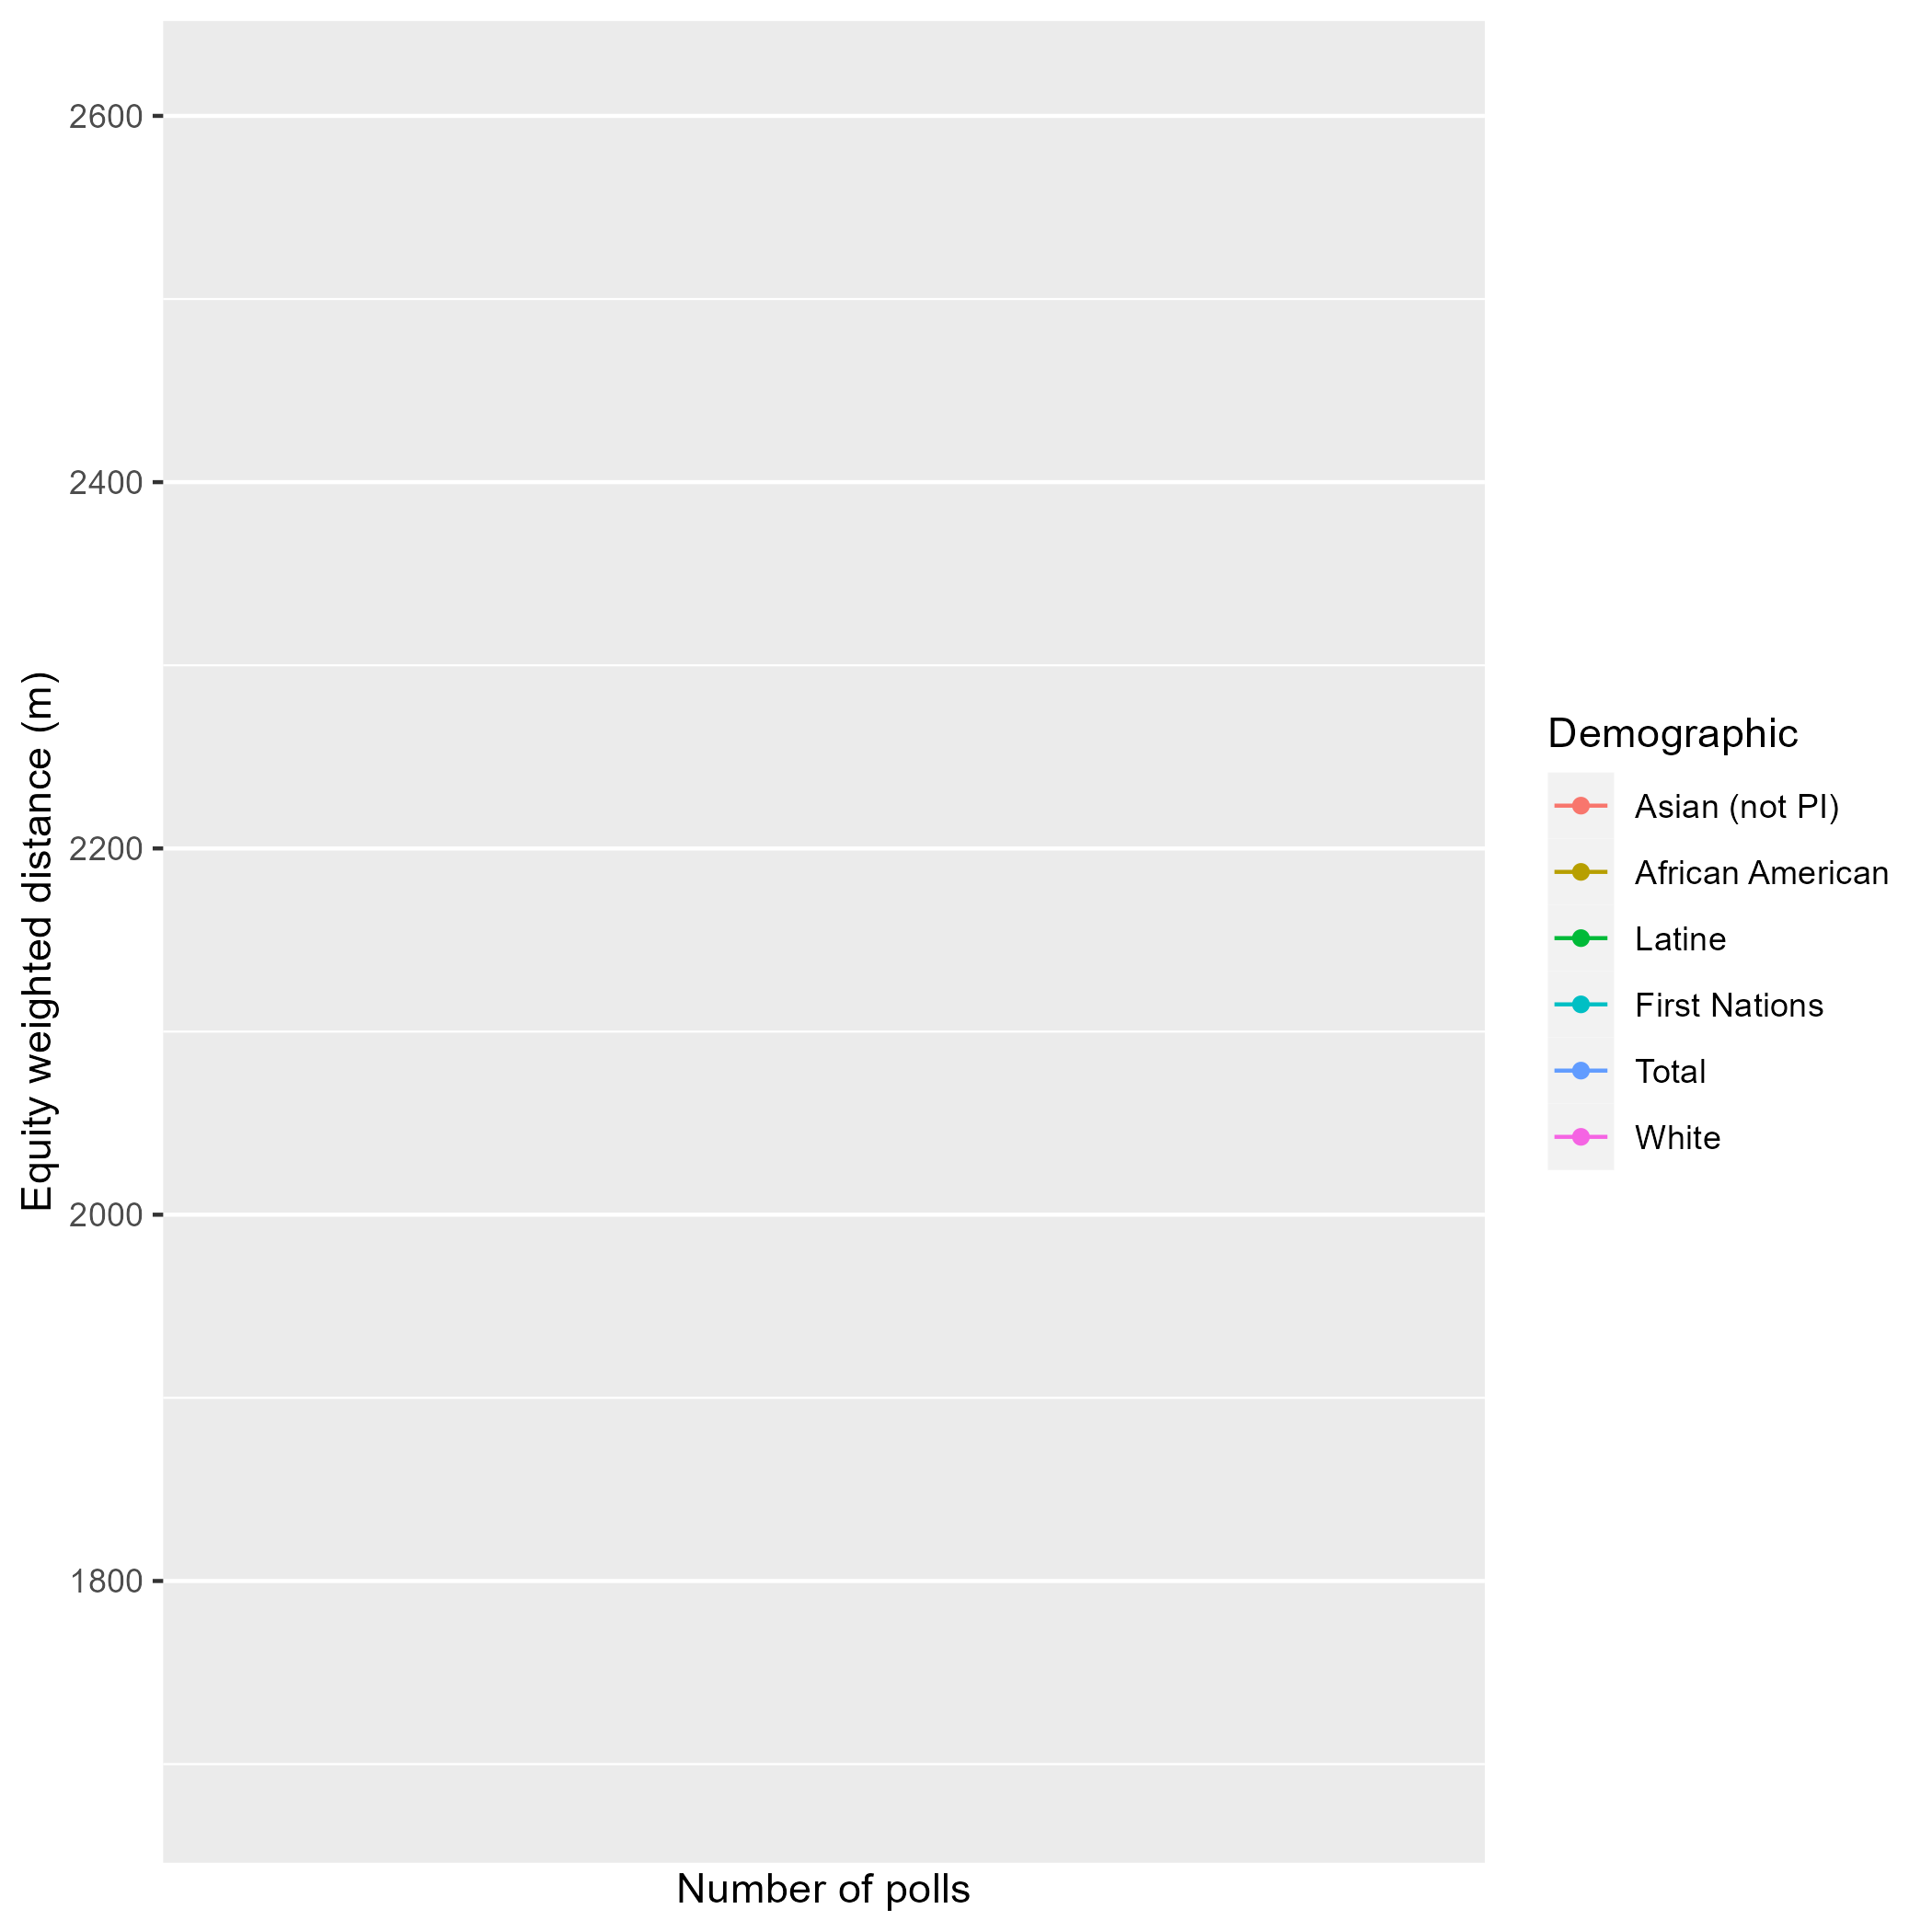 2600
2400
2200
2000
1800
Equity weighted distance (m)
Number of polls
Demographic
Asian (not PI)
African American
Latine
First Nations
Total
White